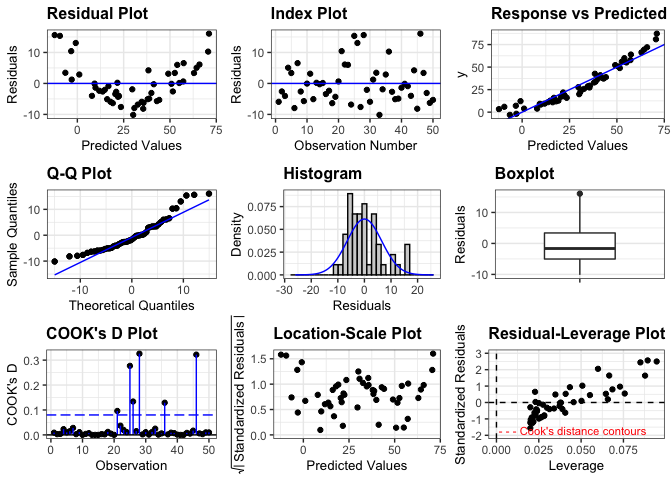 Residual Plot
Residuals
10
0
-10
0 25 50 75
Predicted Values
Index Plot
Residuals
10
0
-10
0 10 20 30 40 50
Observation Number
Response vs Predicted
y
75
50
25
0
0 25 50 75
Predicted Values
Q-Q Plot
Sample Quantiles
10
0
-10
-10 0 10
Theoretical Quantiles
Histogram
Density
0.075
0.050
0.025
0.000
-30 -20 -10 0 10 20
Residuals
Boxplot
Residuals
10
0
-10
COOK's D Plot
COOK's D
0.3
0.2
0.1
0.0
0 10 20 30 40 50
Observation
Location-Scale Plot
√| Standardized Residuals |
1.5
1.0
0.5
0.0
0 25 50 75
Predicted Values
Residual-Leverage Plot
Standardized Residuals
3
2
1
0
-1
-2
Cook's distance contours
0.000 0.025 0.050 0.075
Leverage